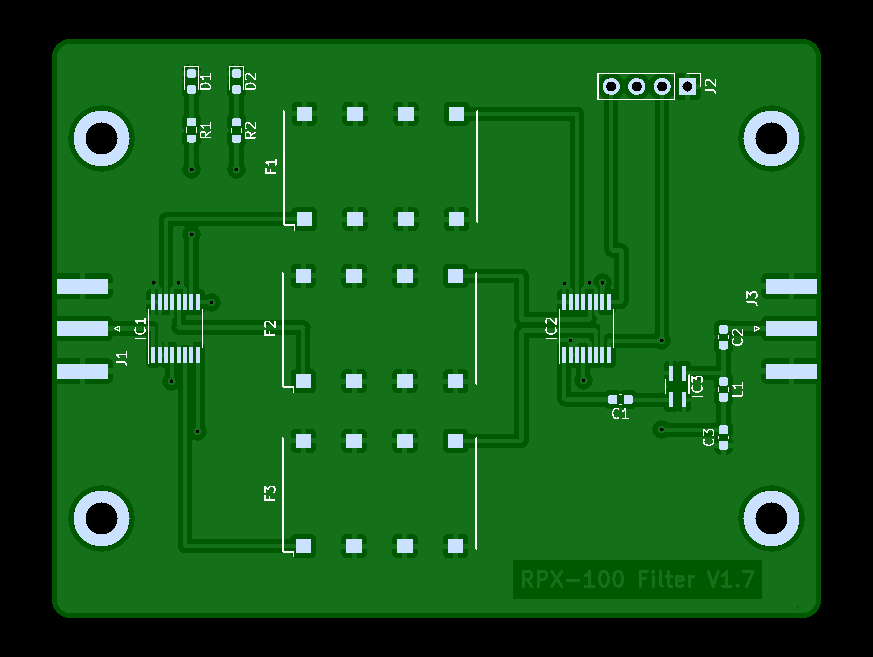 D1
D2
J2
R1
R2
F1
J3
IC1
F2
IC2
C2
J1
IC3
L1
C1
C3
F3
RPX-100 Filter V1.7